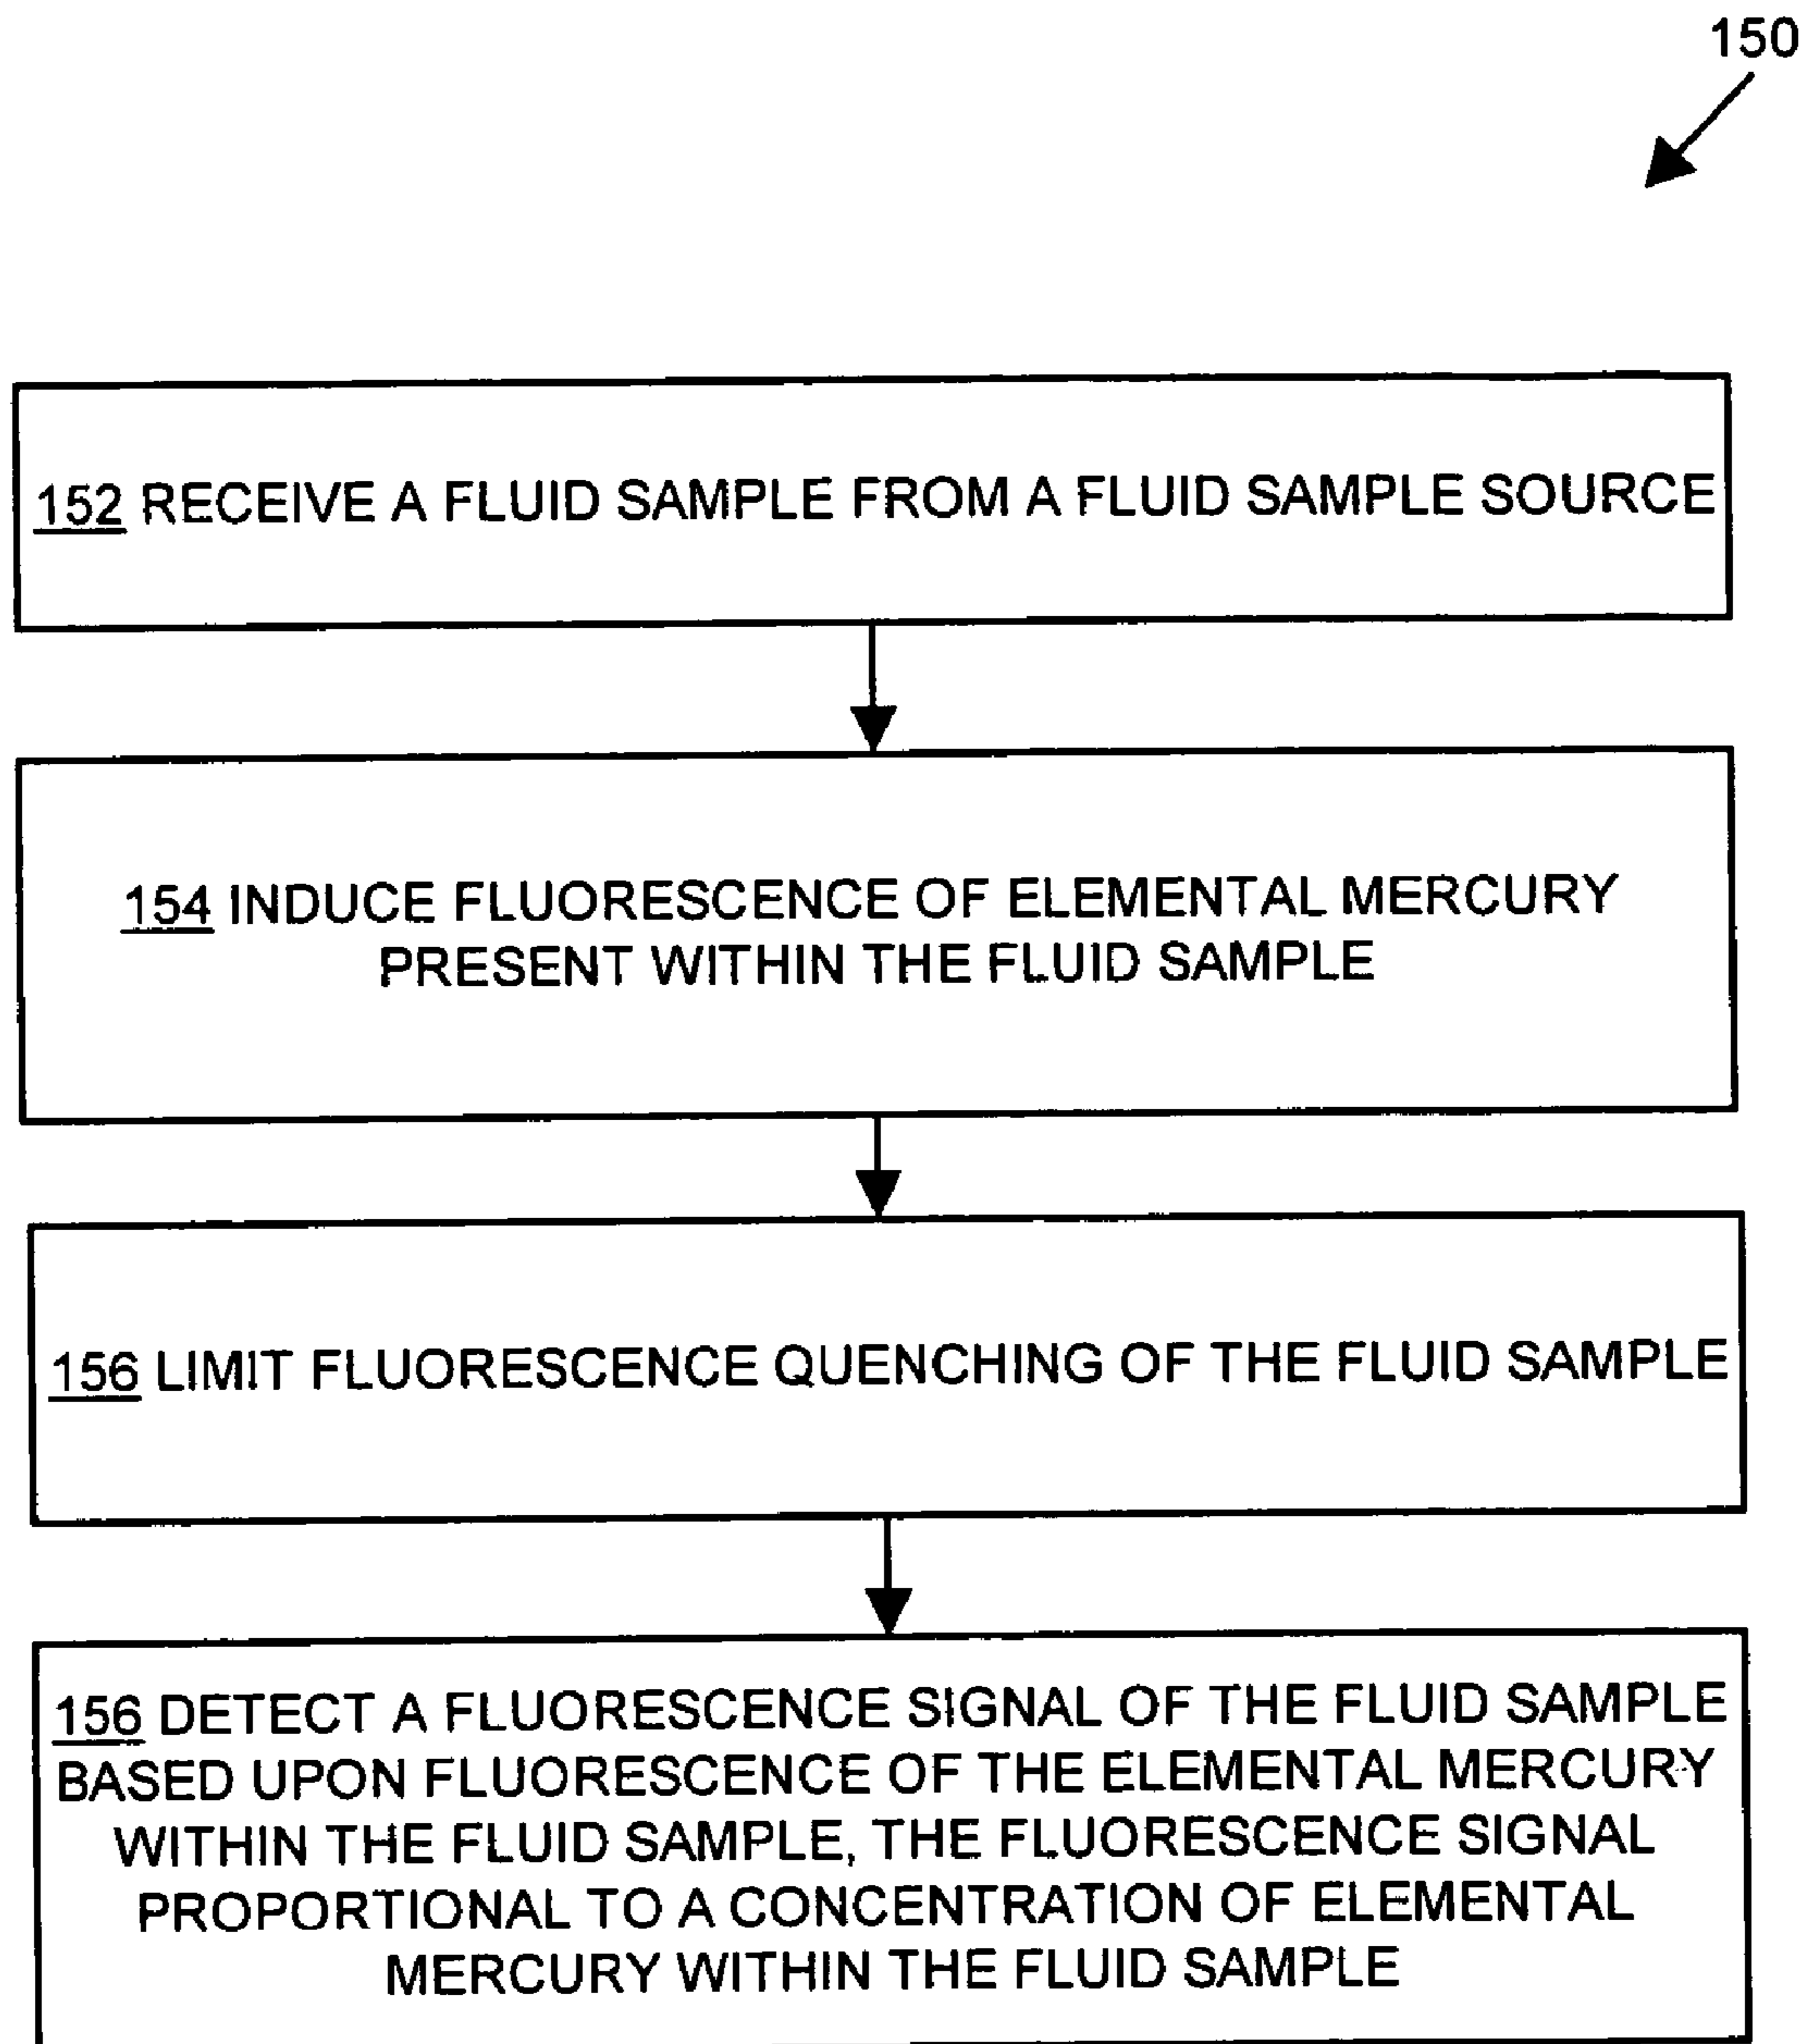 150
152 RECEIVE A FLUID SAMPLE FROM A FLUID SAMPLE SOURCE
154 INDUCE FLUORESCENCE OF ELEMENTAL MERCURY
PRESENT WITHIN THE FLUID SAMPLE
156 LIMIT FLUORESCENCE QUENCHING OF THE FLUID SAMPLE
156 DETECT A FLUORESCENCE SIGNAL OF THE FLUID SAMPLE
BASED UPON FLUORESCENCE OF THE ELEMENTAL MERCURY
WITHIN THE FLUID SAMPLE, THE FLUORESCENCE SIGNAL
PROPORTIONAL TO A CONCENTRATION OF ELEMENTAL
MERCURY WITHIN THE FLUID SAMPLE